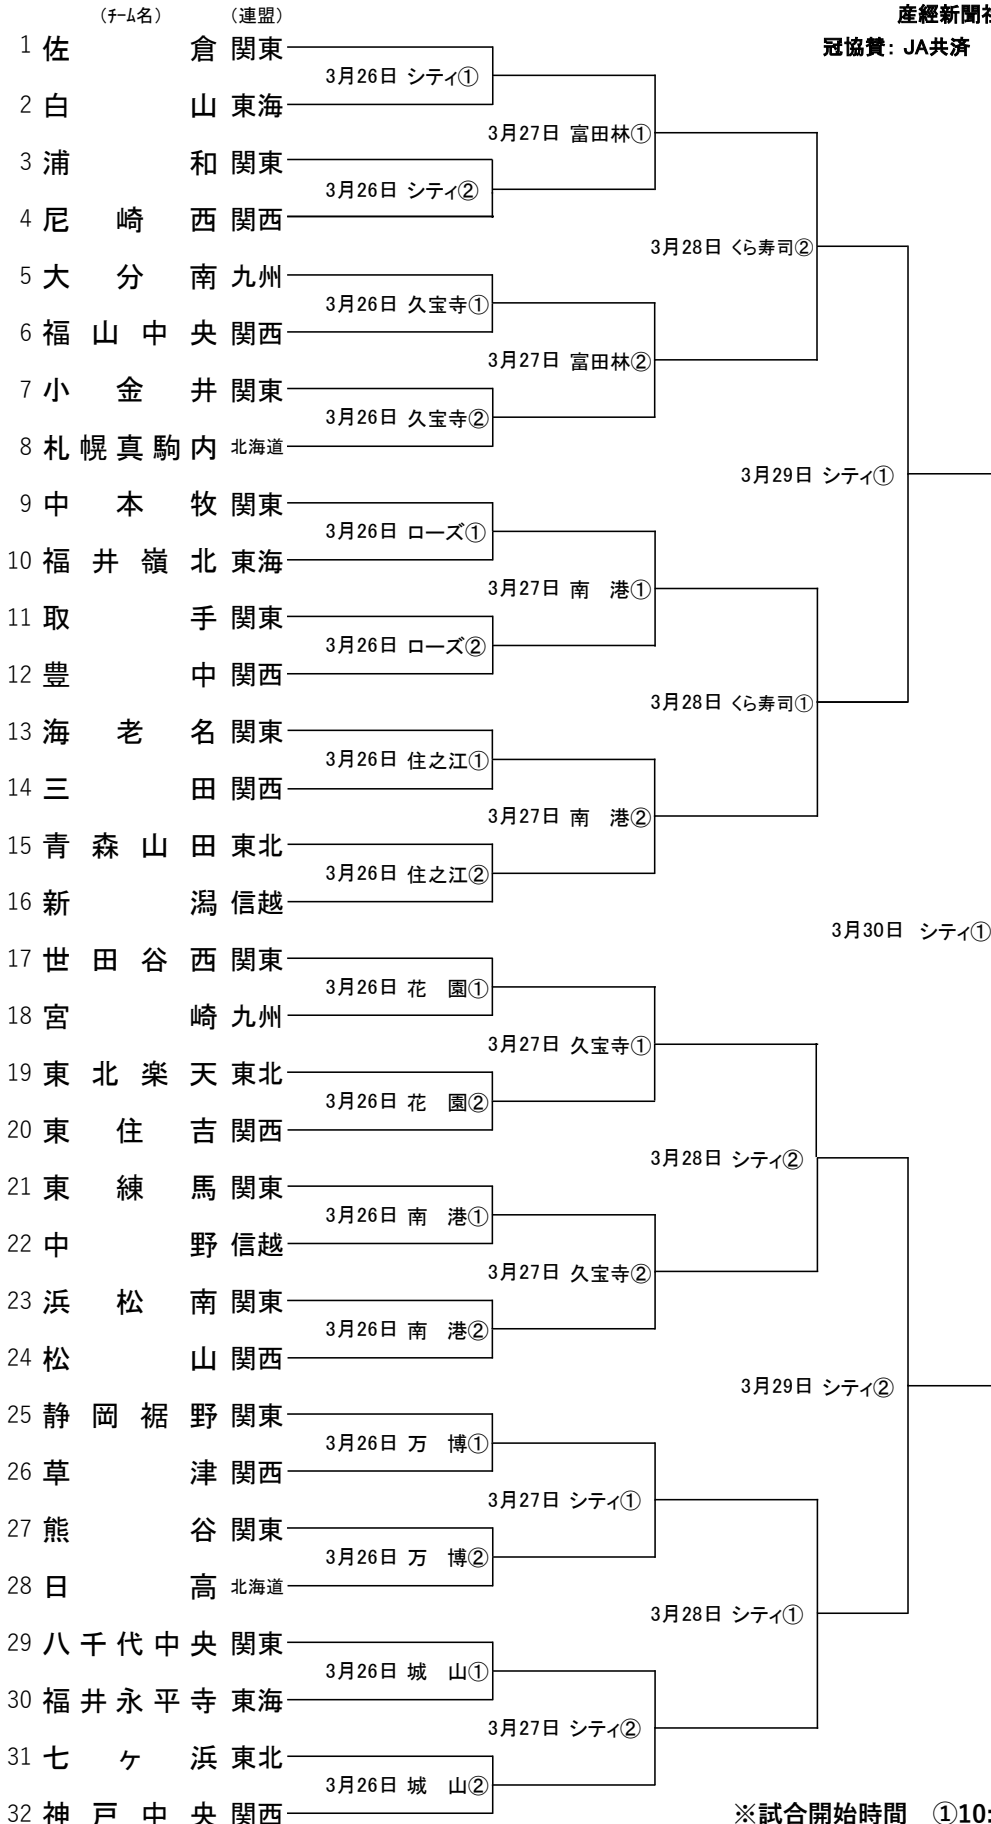 （ﾁｰﾑ名） （連盟） 産經新聞社
冠協賛：JA共済
1 佐倉 関東
3月26日 シティ①
2 白山 東海
3月27日 富田林①
3 浦和 関東
3月26日 シティ②
4 尼崎西 関西
3月28日 くら寿司②
5 大分南 九州
3月26日 久宝寺①
6 福山中央 関西
3月27日 富田林②
7 小金井 関東
3月26日 久宝寺②
8 札幌真駒内 北海道
3月29日 シティ①
9 中本牧 関東
3月26日 ローズ①
10 福井嶺北 東海
3月27日 南　港①
11 取手 関東
3月26日 ローズ②
12 豊中 関西
3月28日 くら寿司①
13 海老名 関東
3月26日 住之江①
14 三田 関西
3月27日 南　港②
15 青森山田 東北
3月26日 住之江②
16 新潟 信越
3月30日 シティ①
17 世田谷西 関東
3月26日 花　園①
18 宮崎 九州
3月27日 久宝寺①
19 東北楽天 東北
3月26日 花　園②
20 東住吉 関西
3月28日 シティ②
21 東練馬 関東
3月26日 南　港①
22 中野 信越
3月27日 久宝寺②
23 浜松南 関東
3月26日 南　港②
24 松山 関西
3月29日 シティ②
25 静岡裾野 関東
3月26日 万　博①
26 草津 関西
3月27日 シティ①
27 熊谷 関東
3月26日 万　博②
28 日高 北海道
3月28日 シティ①
29 八千代中央 関東
3月26日 城　山①
30 福井永平寺 東海
3月27日 シティ②
31 七ヶ浜 東北
3月26日 城　山②
32 神戸中央 関西
※試合開始時間　①10: